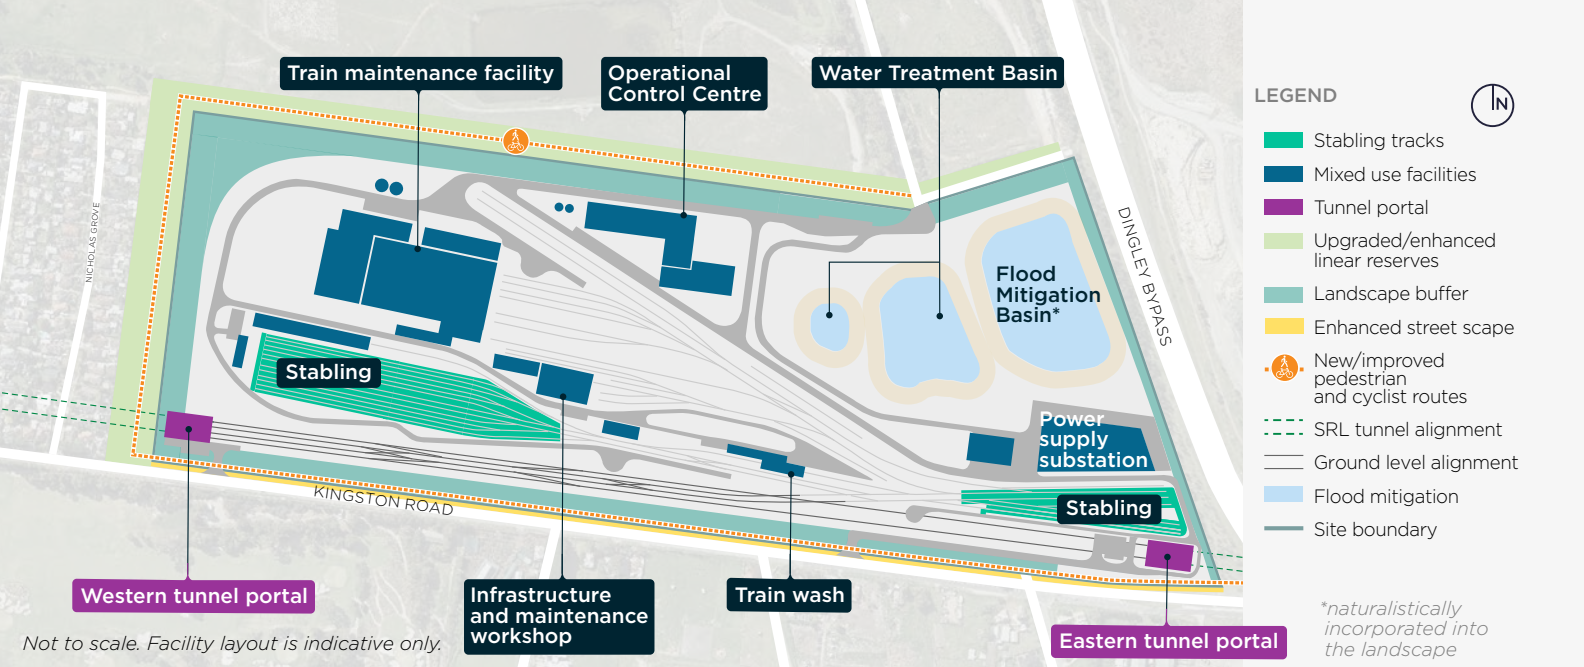 Train maintenance facility
Operational
Control Centre
Water Treatment Basin
NICHOLAS GROVE
DINGLEY BYPASS
Flood
Mitigation
Basin*
Stabling
Power
supply
substation
Stabling
KINGSTON ROAD
Western tunnel portal
Infrastructure
and maintenance
workshop
Train wash
Eastern tunnel portal
Not to scale. Facility layout is indicative only.
LEGEND
N
Stabling tracks
Mixed use facilities
Tunnel portal
Upgraded/enhanced
linear reserves
Landscape buffer
Enhanced street scape
New/improved
pedestrian
and cyclist routes
SRL tunnel alignment
Ground level alignment
Flood mitigation
Site boundary
*naturalistically
incorporated into
the landscape